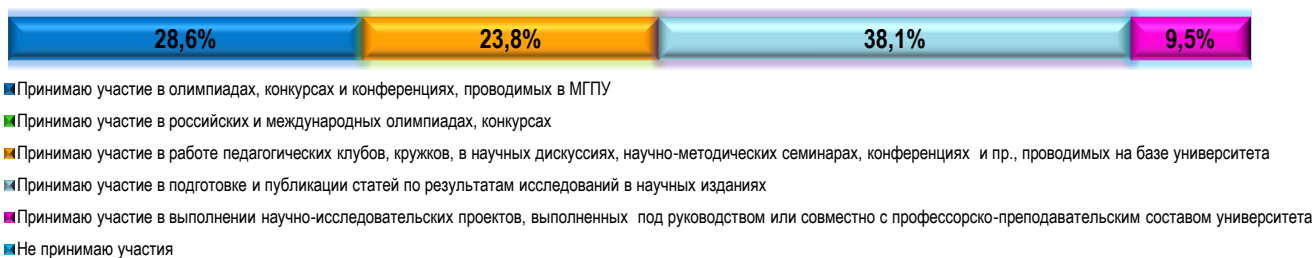 28,6% 23,8% 38,1% 9,5%
Принимаю участие в олимпиадах, конкурсах и конференциях, проводимых в МГПУ
Принимаю участие в российских и международных олимпиадах, конкурсах
Принимаю участие в работе педагогических клубов, кружков, в научных дискуссиях, научно-методических семинарах, конференциях и пр., проводимых на базе университета
Принимаю участие в подготовке и публикации статей по результатам исследований в научных изданиях
Принимаю участие в выполнении научно-исследовательских проектов, выполненных под руководством или совместно с профессорско-преподавательским составом университета
Не принимаю участия